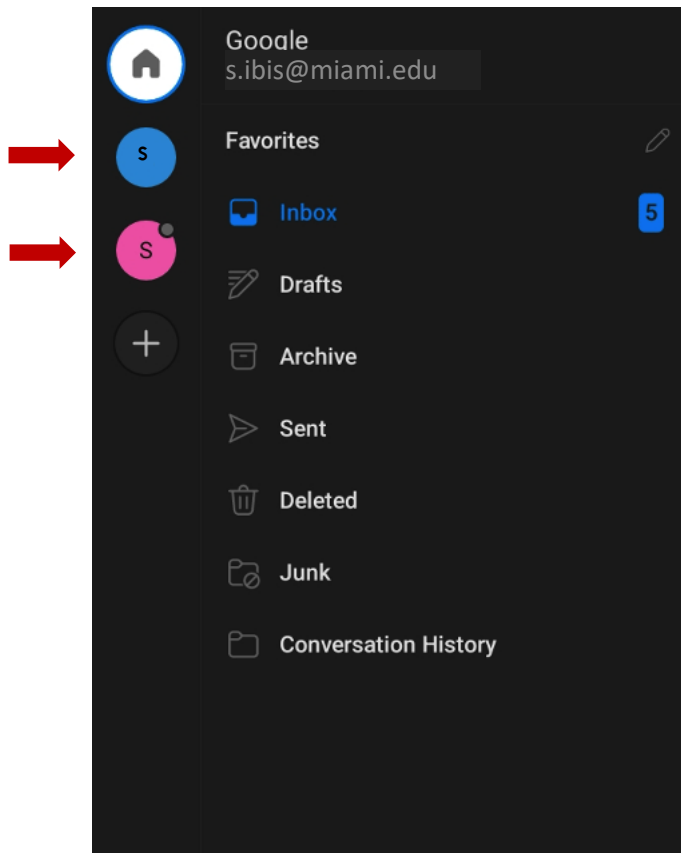 Google
s.ibis@miami.edu
S
Favorites
Inbox
5
S
Drafts
Archive
Sent
Deleted
Junk
Conversation History